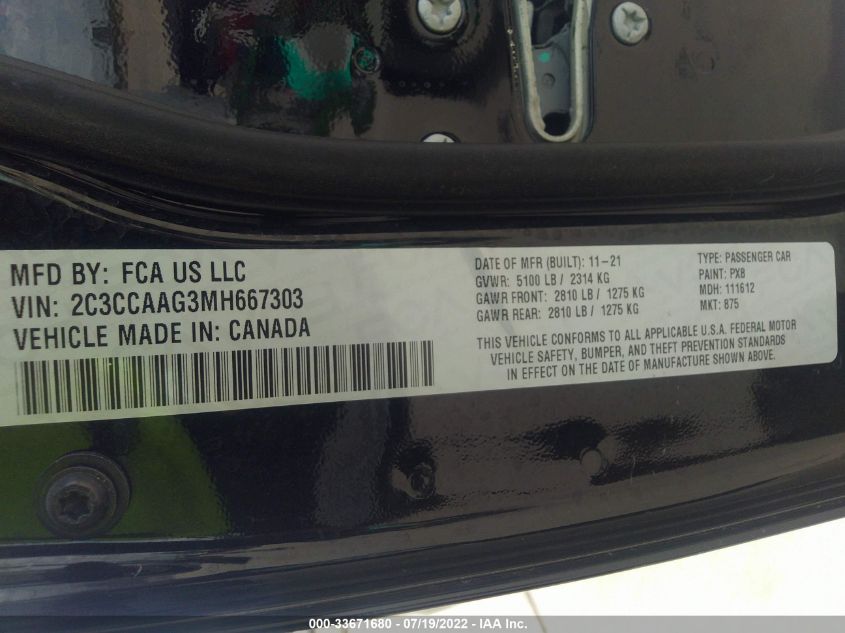 MFD BY: FCA US LLC
VIN: 2C3CCAAG3MH667303
VEHICLE MADE IN: CANADA
DATE OF MFR (BUILT): 11-21
GVWR: 5100 LB / 2314 KG
GAWR FRONT: 2810 LB / 1275 KG
GAWR REAR: 2810 LB / 1275 KG
TYPE: PASSENGER CAR
PAINT: PX8
MDH: 111612
MKT: 875
THIS VEHICLE CONFORMS TO ALL APPLICABLE U.S.A. FEDERAL MOTOR
VEHICLE SAFETY, BUMPER, AND THEFT PREVENTION STANDARDS
IN EFFECT ON THE DATE OF MANUFACTURE SHOWN ABOVE.
000-33671680 - 07/19/2022 - IAA Inc.